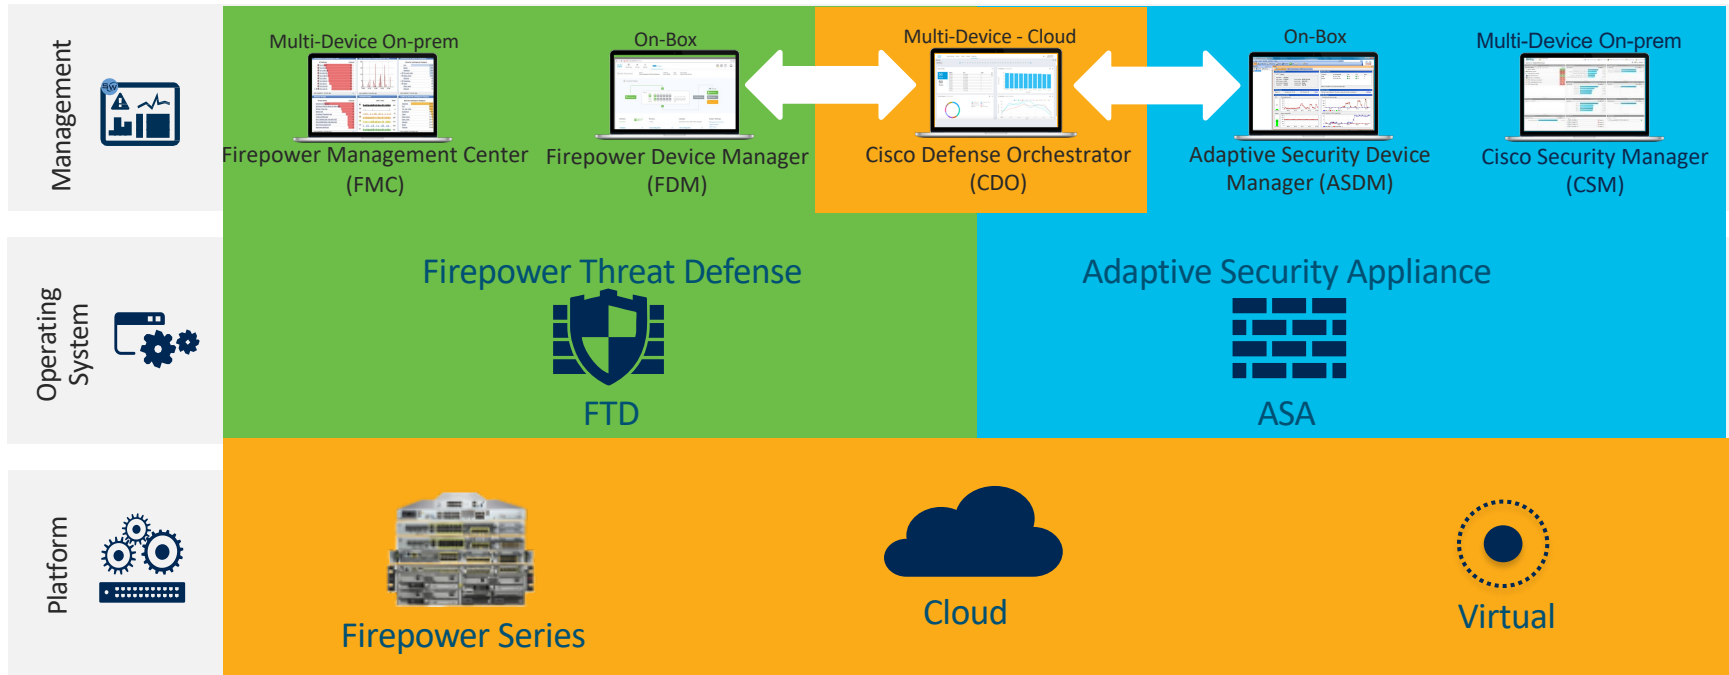 Management
Multi-Device On-prem
Firepower Management Center
(FMC)
On-Box
Firepower Device Manager
(FDM)
Multi-Device - Cloud
Cisco Defense Orchestrator
(CDO)
On-Box
Adaptive Security Device
Manager (ASDM)
Multi-Device On-prem
Cisco Security Manager
(CSM)
Operating
System
Firepower Threat Defense
FTD
Adaptive Security Appliance
ASA
Platform
Firepower Series
Cloud
Virtual